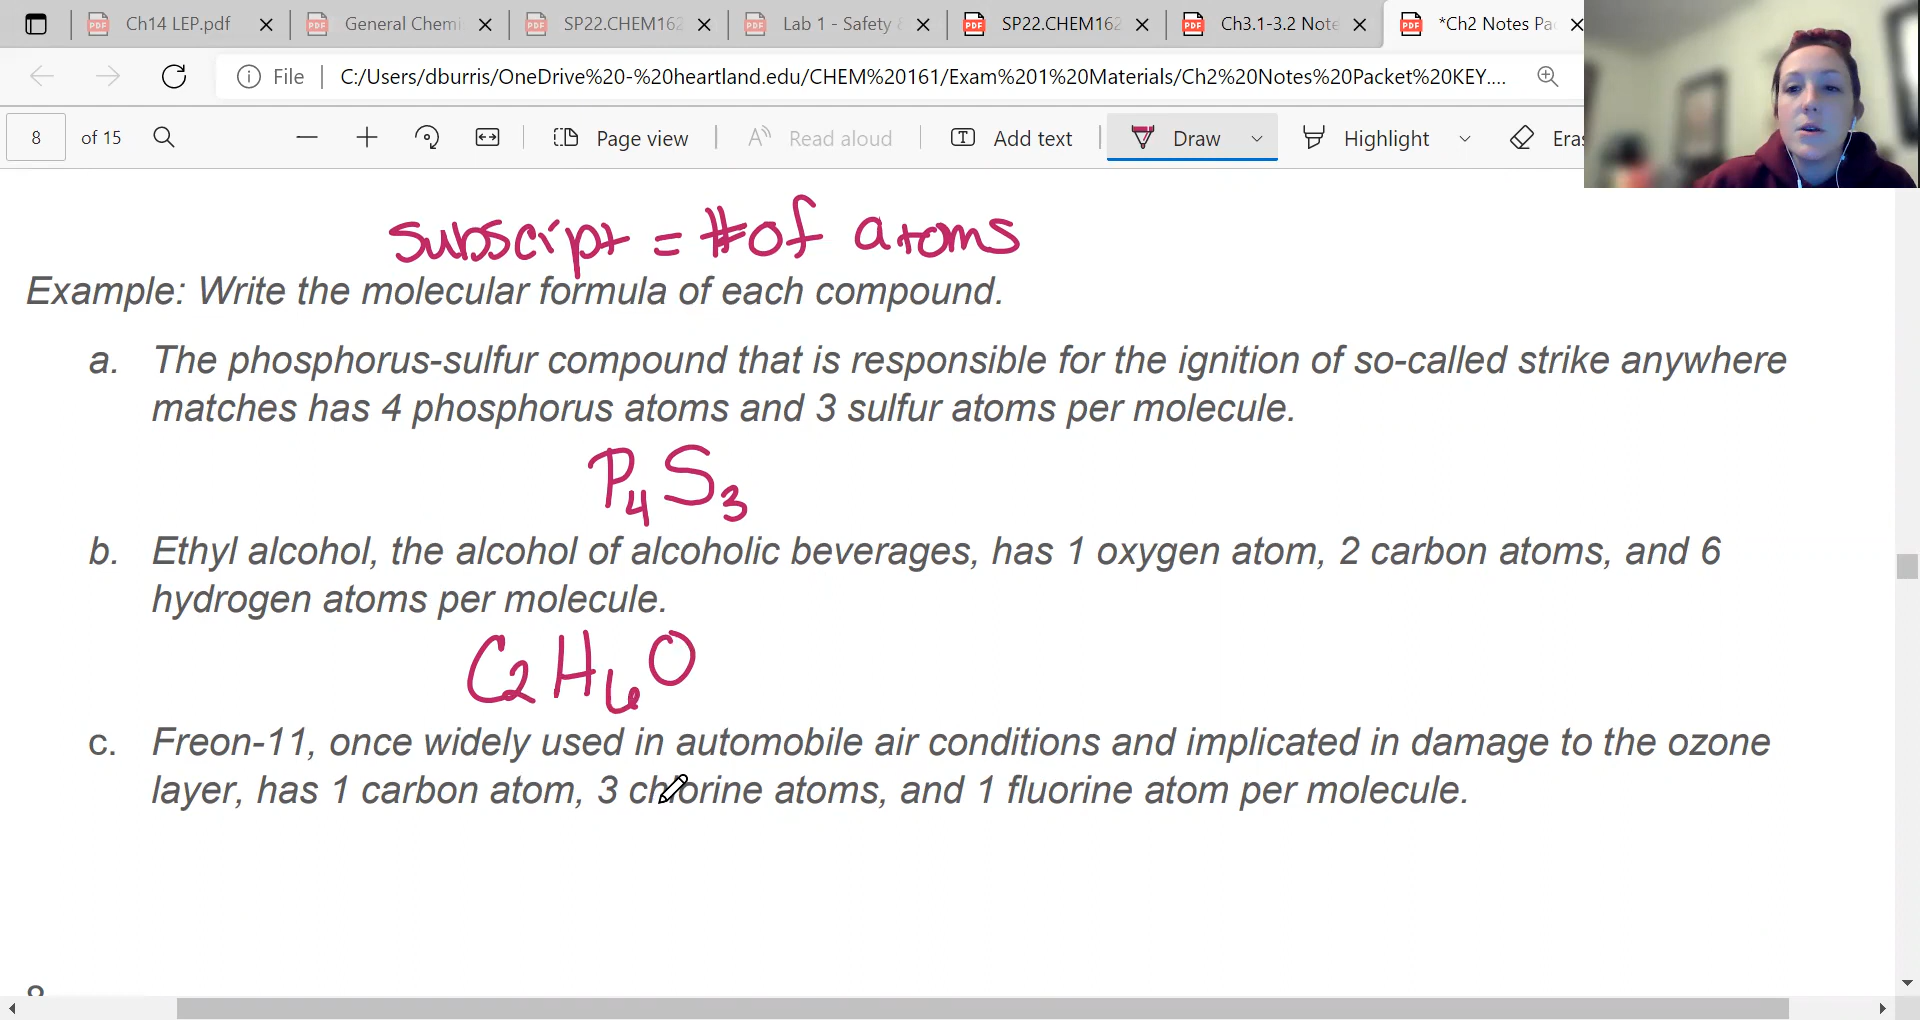 Ch14 LEP.pdf
General Chemi
SP22.CHEM162
Lab 1 - Safety &
SP22.CHEM162
Ch3.1-3.2 Note
*Ch2 Notes Pa
File
C:/Users/dburris/OneDrive%20-%20heartland.edu/CHEM%20161/Exam%201%20Materials/Ch2%20Notes%20Packet%20KEY....
8 of 15
Page view
Read aloud
Add text
Draw
Highlight
Eras
subscript = # of atoms
Example: Write the molecular formula of each compound.
a. The phosphorus-sulfur compound that is responsible for the ignition of so-called strike anywhere
matches has 4 phosphorus atoms and 3 sulfur atoms per molecule.
P₄S₃
b. Ethyl alcohol, the alcohol of alcoholic beverages, has 1 oxygen atom, 2 carbon atoms, and 6
hydrogen atoms per molecule.
C₂H₆O
c. Freon-11, once widely used in automobile air conditions and implicated in damage to the ozone
layer, has 1 carbon atom, 3 chlorine atoms, and 1 fluorine atom per molecule.